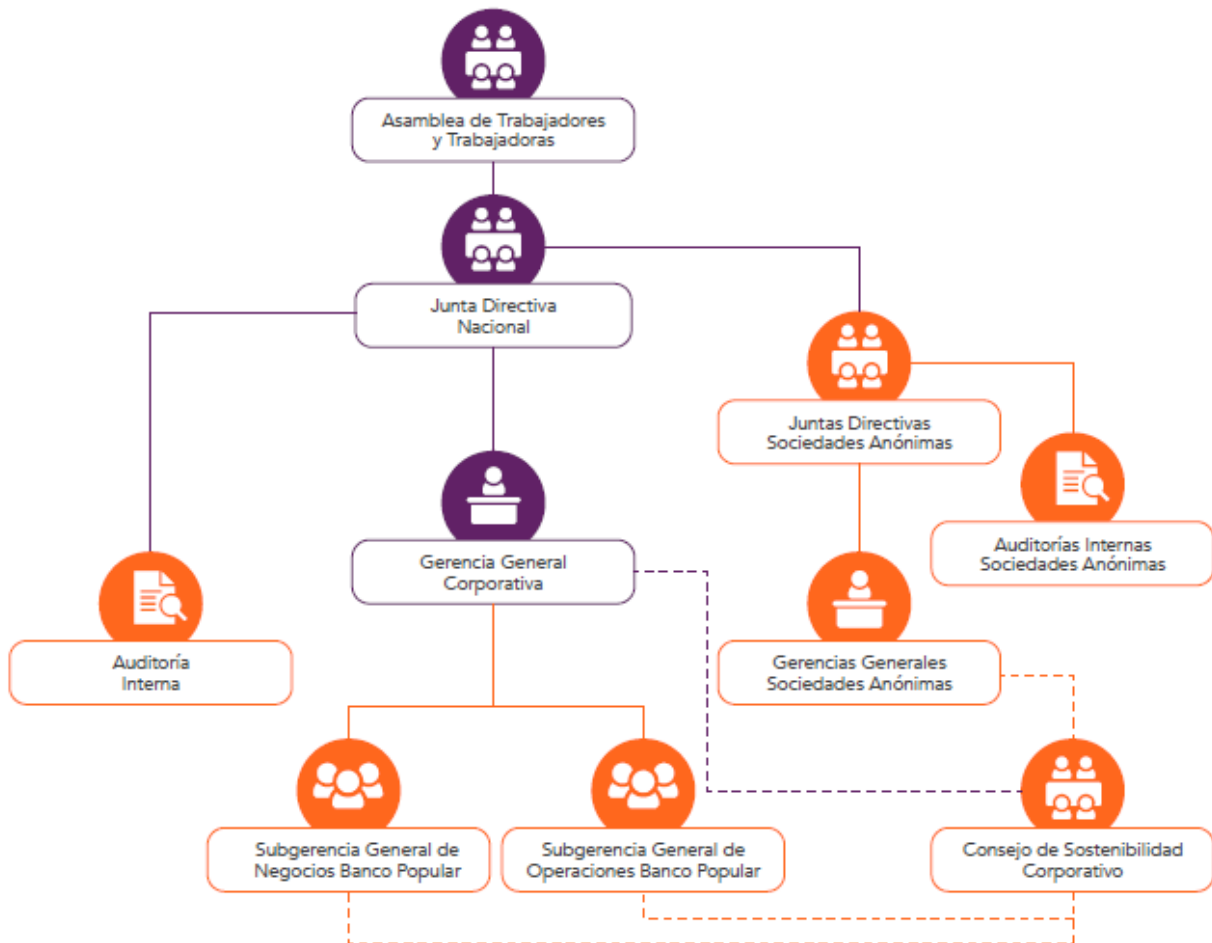 Asamblea de Trabajadores
y Trabajadoras
Junta Directiva
Nacional
Juntas Directivas
Sociedades Anónimas
Auditorías Internas
Sociedades Anónimas
Gerencia General
Corporativa
Auditoría
Interna
Gerencias Generales
Sociedades Anónimas
Subgerencia General de
Negocios Banco Popular
Subgerencia General de
Operaciones Banco Popular
Consejo de Sostenibilidad
Corporativo